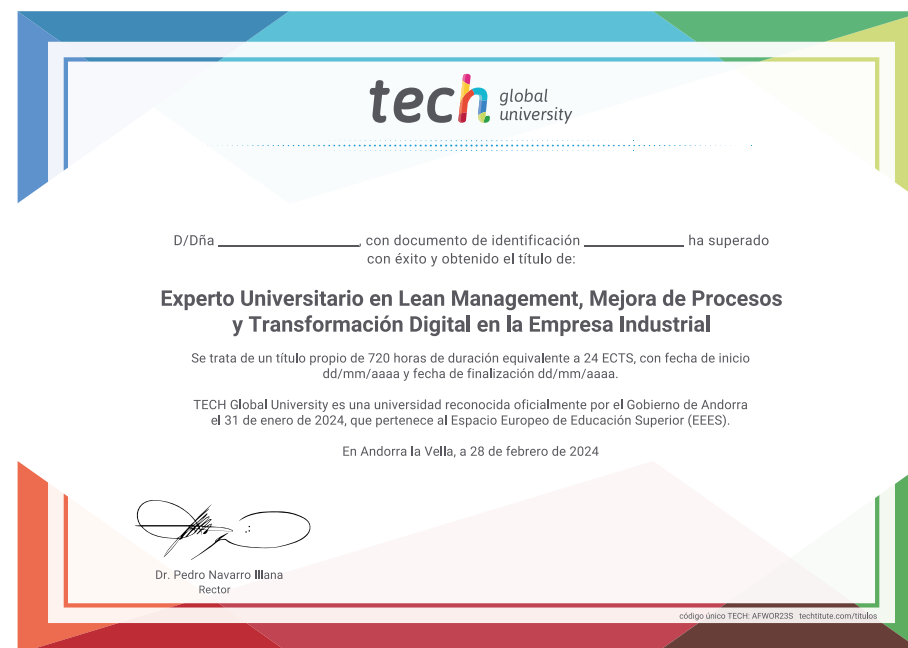 tech global university
D/Dña ________________, con documento de identificación ____________ ha superado
con éxito y obtenido el título de:
Experto Universitario en Lean Management, Mejora de Procesos
y Transformación Digital en la Empresa Industrial
Se trata de un título propio de 720 horas de duración equivalente a 24 ECTS, con fecha de inicio
dd/mm/aaaa y fecha de finalización dd/mm/aaaa.
TECH Global University es una universidad reconocida oficialmente por el Gobierno de Andorra
el 31 de enero de 2024, que pertenece al Espacio Europeo de Educación Superior (EEES).
En Andorra la Vella, a 28 de febrero de 2024
Dr. Pedro Navarro Illana
Rector
código único TECH: AFWOR23S techtitute.com/titulos